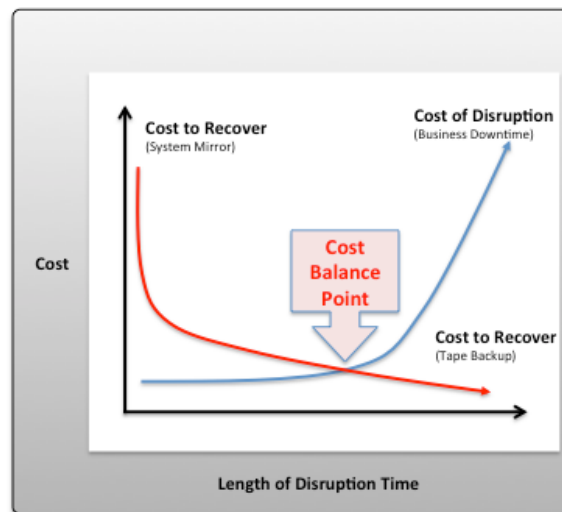 Cost to Recover
(System Mirror)
Cost of Disruption
(Business Downtime)
Cost
Cost
Balance
Point
Cost to Recover
(Tape Backup)
Length of Disruption Time